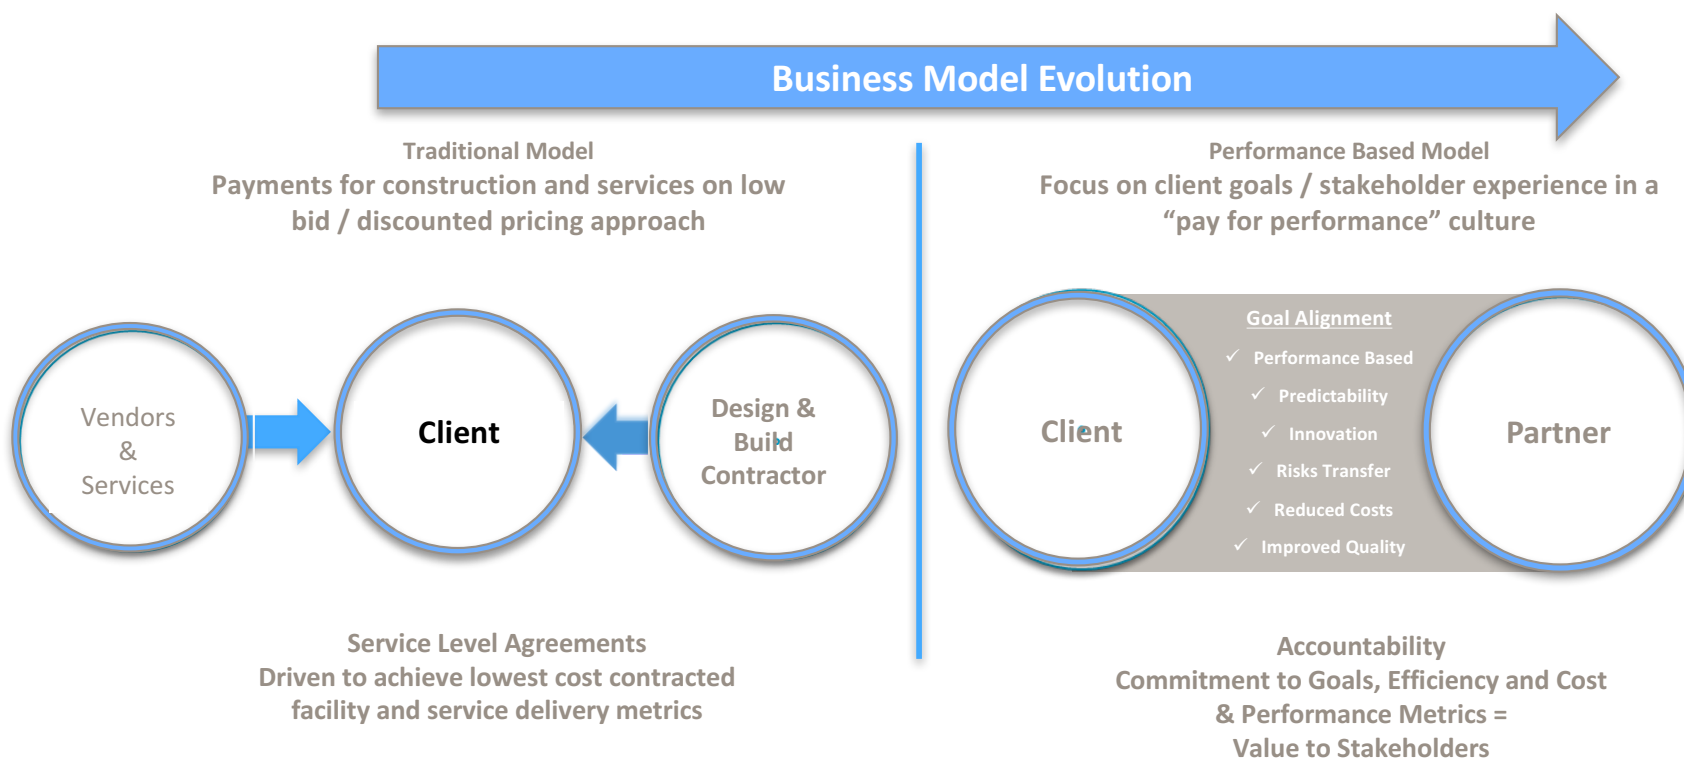 Business Model Evolution
Traditional Model
Payments for construction and services on low
bid / discounted pricing approach
Vendors
&
Services
Client
Design &
Build
Contractor
Service Level Agreements
Driven to achieve lowest cost contracted
facility and service delivery metrics
Performance Based Model
Focus on client goals / stakeholder experience in a
“pay for performance” culture
Client
Goal Alignment
✓ Performance Based
✓ Predictability
✓ Innovation
✓ Risks Transfer
✓ Reduced Costs
✓ Improved Quality
Partner
Accountability
Commitment to Goals, Efficiency and Cost
& Performance Metrics =
Value to Stakeholders